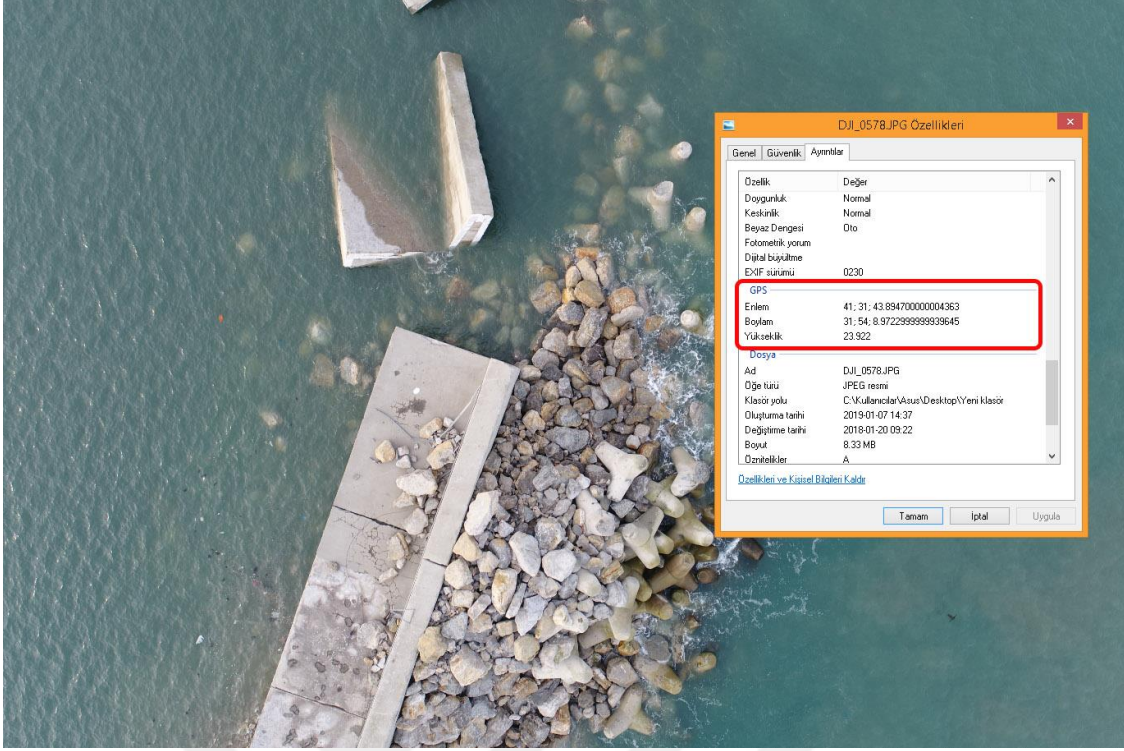 DJI_0578.JPG Özellikleri
Genel Güvenlik Ayrıntılar
Özellik Değer
Doygunluk Normal
Keskinlik Normal
Beyaz Dengesi Oto
Fotometrik yorum
Dijital büyültme
EXIF sürümü 0230
GPS
Enlem 41; 31; 43.894700000004363
Boylam 31; 54; 8.9722999999939645
Yükseklik 23.922
Dosya
Ad DJI_0578.JPG
Öğe türü JPEG resmi
Klasör yolu C:\Kullanıcılar\Asus\Desktop\Yeni klasör
Oluşturma tarihi 2019-01-07 14:37
Değiştirme tarihi 2018-01-20 09:22
Boyut 8.33 MB
Öznitelikler A
Özellikleri ve Kişisel Bilgileri Kaldır
Tamam İptal Uygula